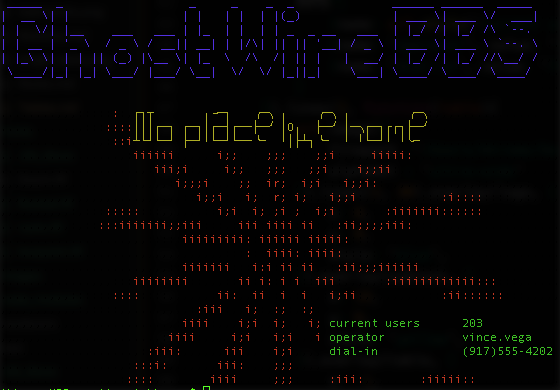 GhostWireBBS
No place like home
current users 203
operator vince.vega
dial-in (917)555-4202